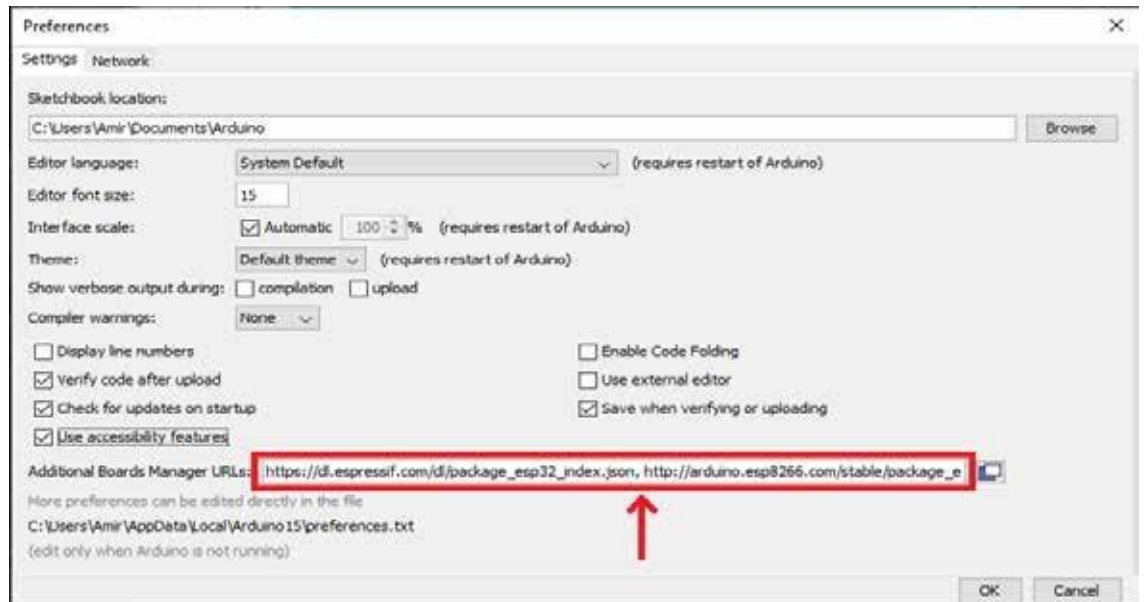 Preferences
Settings Network
Sketchbook location:
C:\Users\Amir\Documents\Arduino Browse
Editor language: System Default (requires restart of Arduino)
Editor font size: 15
Interface scale: Automatic 100 % (requires restart of Arduino)
Theme: Default theme (requires restart of Arduino)
Show verbose output during: compilation upload
Compiler warnings: None
Display line numbers Enable Code Folding
Verify code after upload Use external editor
Check for updates on startup Save when verifying or uploading
Use accessibility features
Additional Boards Manager URLs: https://dl.espressif.com/dl/package_esp32_index.json, http://arduino.esp8266.com/stable/package_e
More preferences can be edited directly in the file
C:\Users\Amir\AppData\Local\Arduino15\preferences.txt
(edit only when Arduino is not running)
OK Cancel